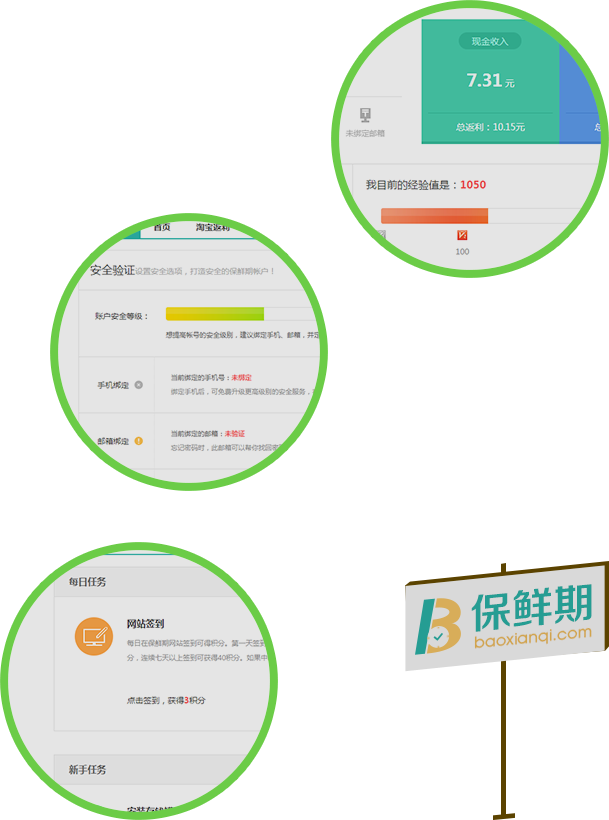 现金收入
7.31 元
未绑定邮箱
总返利：10.15元
总
我目前的经验值是：1050
100
首页
淘宝返利
安全验证设置安全选项，打造安全的保鲜期账户！
账户安全等级：
想提高帐号的安全级别，建议绑定手机、邮箱，并定
手机绑定
当前绑定的手机号：未绑定
绑定手机后，可免费升更高级别的安全服务，
邮箱绑定
当前绑定的邮箱：未验证
忘记密码时，此邮箱可以帮你找回密
每日任务
网站签到
每日在保鲜期网站签到可得积分。第一天签到
分，连续七天以上签到可获得40积分。如果中
点击签到，获得3积分
新手任务
保鲜期
baoxianqi.com